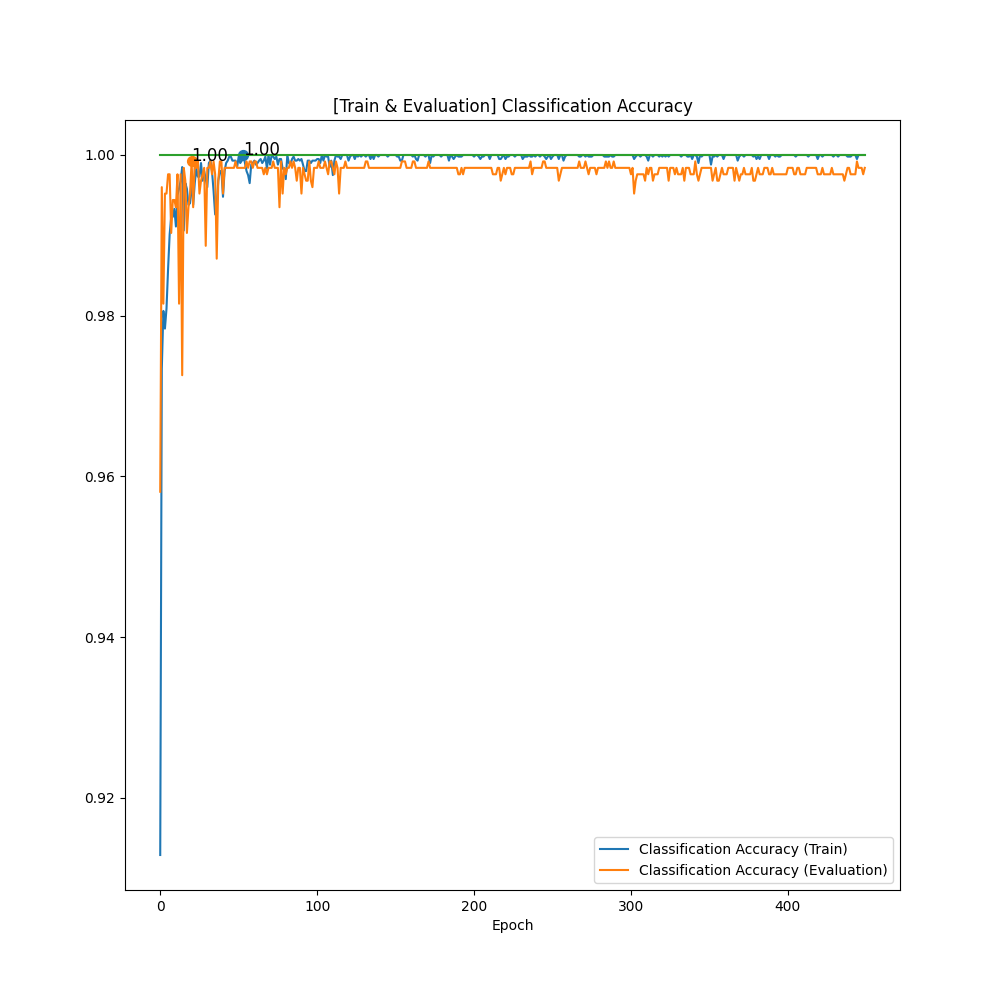 [Train & Evaluation] Classification Accuracy
1.00
1.00
1.00
0.98
0.96
0.94
0.92
Classification Accuracy (Train)
Classification Accuracy (Evaluation)
0 100 200 300 400
Epoch